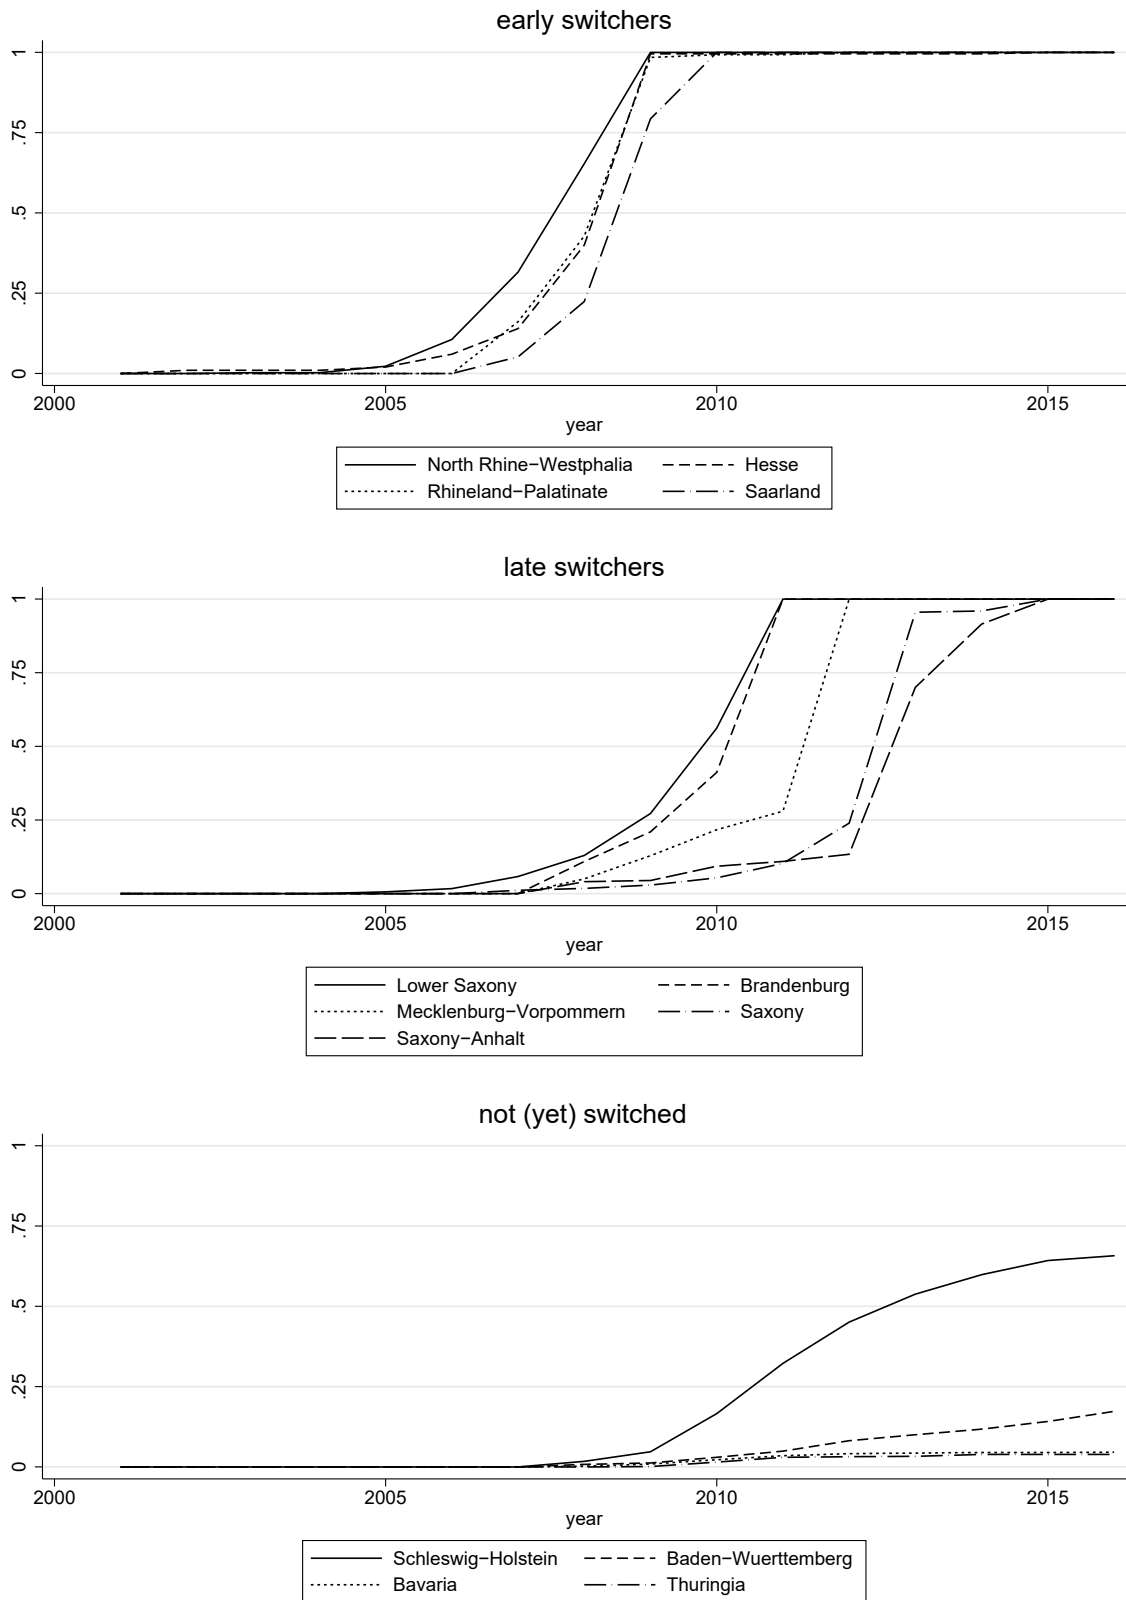 early switchers
1
.75
.5
.25
0
2000 2005 2010 2015
year
North Rhine−Westphalia Hesse
Rhineland−Palatinate Saarland
late switchers
1
.75
.5
.25
0
2000 2005 2010 2015
year
Lower Saxony Brandenburg
Mecklenburg−Vorpommern Saxony
Saxony−Anhalt
not (yet) switched
1
.75
.5
.25
0
2000 2005 2010 2015
year
Schleswig−Holstein Baden−Wuerttemberg
Bavaria Thuringia